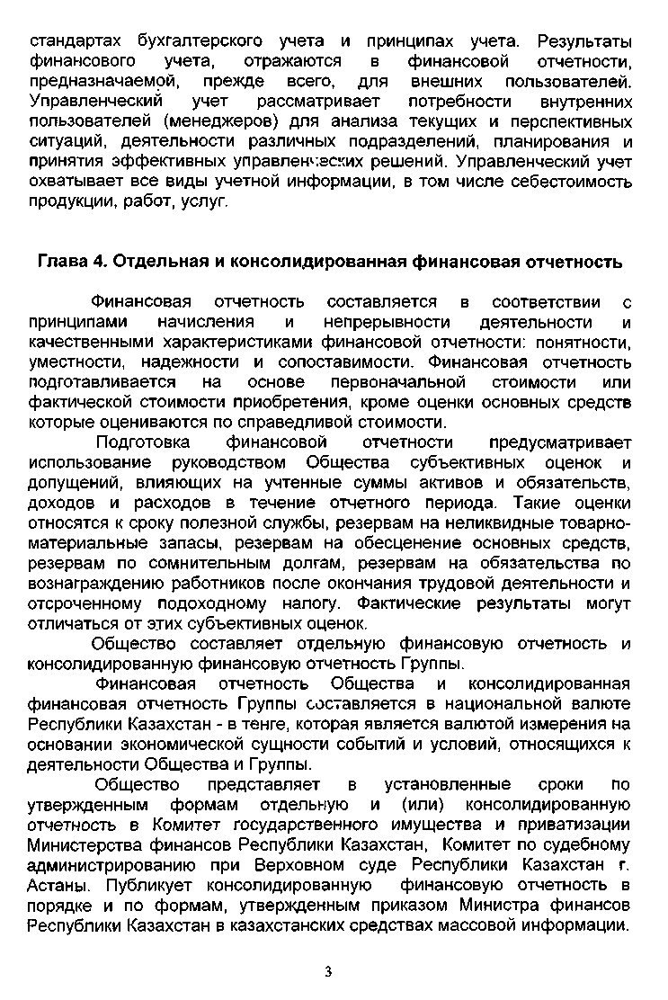 стандартах бухгалтерского учета и принципах учета. Результаты
финансового учета, отражаются в финансовой отчетности,
предназначаемой, прежде всего, для внешних пользователей.
Управленческий учет рассматривает потребности внутренних
пользователей (менеджеров) для анализа текущих и перспективных
ситуаций, деятельности различных подразделений, планирования и
принятия эффективных управленческих решений. Управленческий учет
охватывает все виды учетной информации, в том числе себестоимость
продукции, работ, услуг.
Глава 4. Отдельная и консолидированная финансовая отчетность
Финансовая отчетность составляется в соответствии с
принципами начисления и непрерывности деятельности и
качественными характеристиками финансовой отчетности: понятности,
уместности, надежности и сопоставимости. Финансовая отчетность
подготавливается на основе первоначальной стоимости или
фактической стоимости приобретения, кроме оценки основных средств
которые оцениваются по справедливой стоимости.
Подготовка финансовой отчетности предусматривает
использование руководством Общества субъективных оценок и
допущений, влияющих на учтенные суммы активов и обязательств,
доходов и расходов в течение отчетного периода. Такие оценки
относятся к сроку полезной службы, резервам на неликвидные товарно-
материальные запасы, резервам на обесценение основных средств,
резервам по сомнительным долгам, резервам на обязательства по
вознаграждению работников после окончания трудовой деятельности и
отсроченному подоходному налогу. Фактические результаты могут
отличаться от этих субъективных оценок.
Общество составляет отдельную финансовую отчетность и
консолидированную финансовую отчетность Группы.
Финансовая отчетность Общества и консолидированная
финансовая отчетность Группы составляется в национальной валюте
Республики Казахстан - в тенге, которая является валютой измерения на
основании экономической сущности событий и условий, относящихся к
деятельности Общества и Группы.
Общество представляет в установленные сроки по
утвержденным формам отдельную и (или) консолидированную
отчетность в Комитет государственного имущества и приватизации
Министерства финансов Республики Казахстан, Комитет по судебному
администрированию при Верховном суде Республики Казахстан г.
Астаны. Публикует консолидированную финансовую отчетность в
порядке и по формам, утвержденным приказом Министра финансов
Республики Казахстан в казахстанских средствах массовой информации.
3